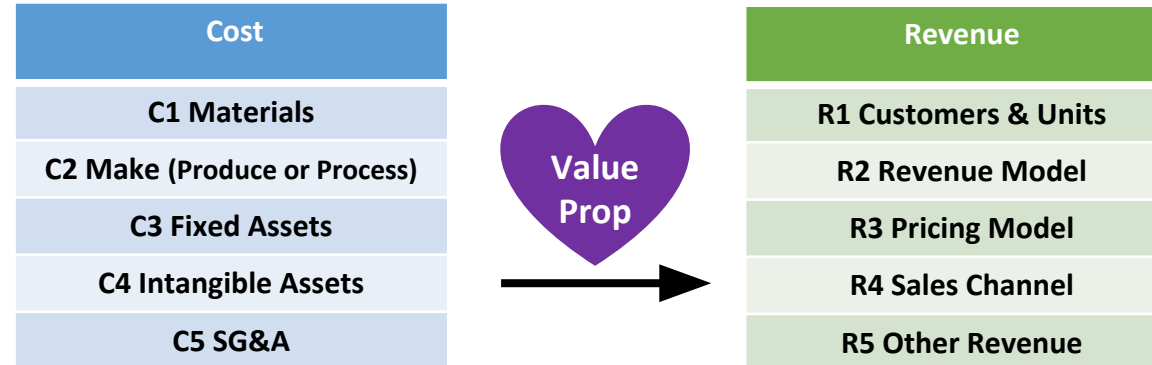 Cost
C1 Materials
C2 Make (Produce or Process)
C3 Fixed Assets
C4 Intangible Assets
C5 SG&A
Value
Prop
Revenue
R1 Customers & Units
R2 Revenue Model
R3 Pricing Model
R4 Sales Channel
R5 Other Revenue